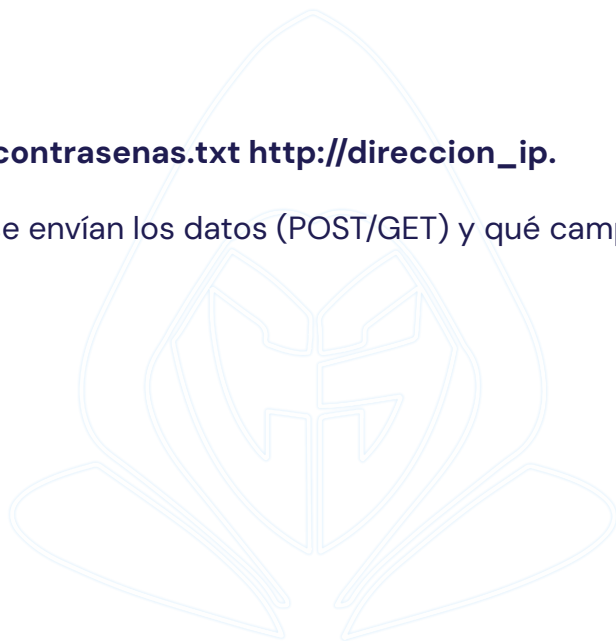 contrasenas.txt http://direccion_ip.
e envían los datos (POST/GET) y qué cam